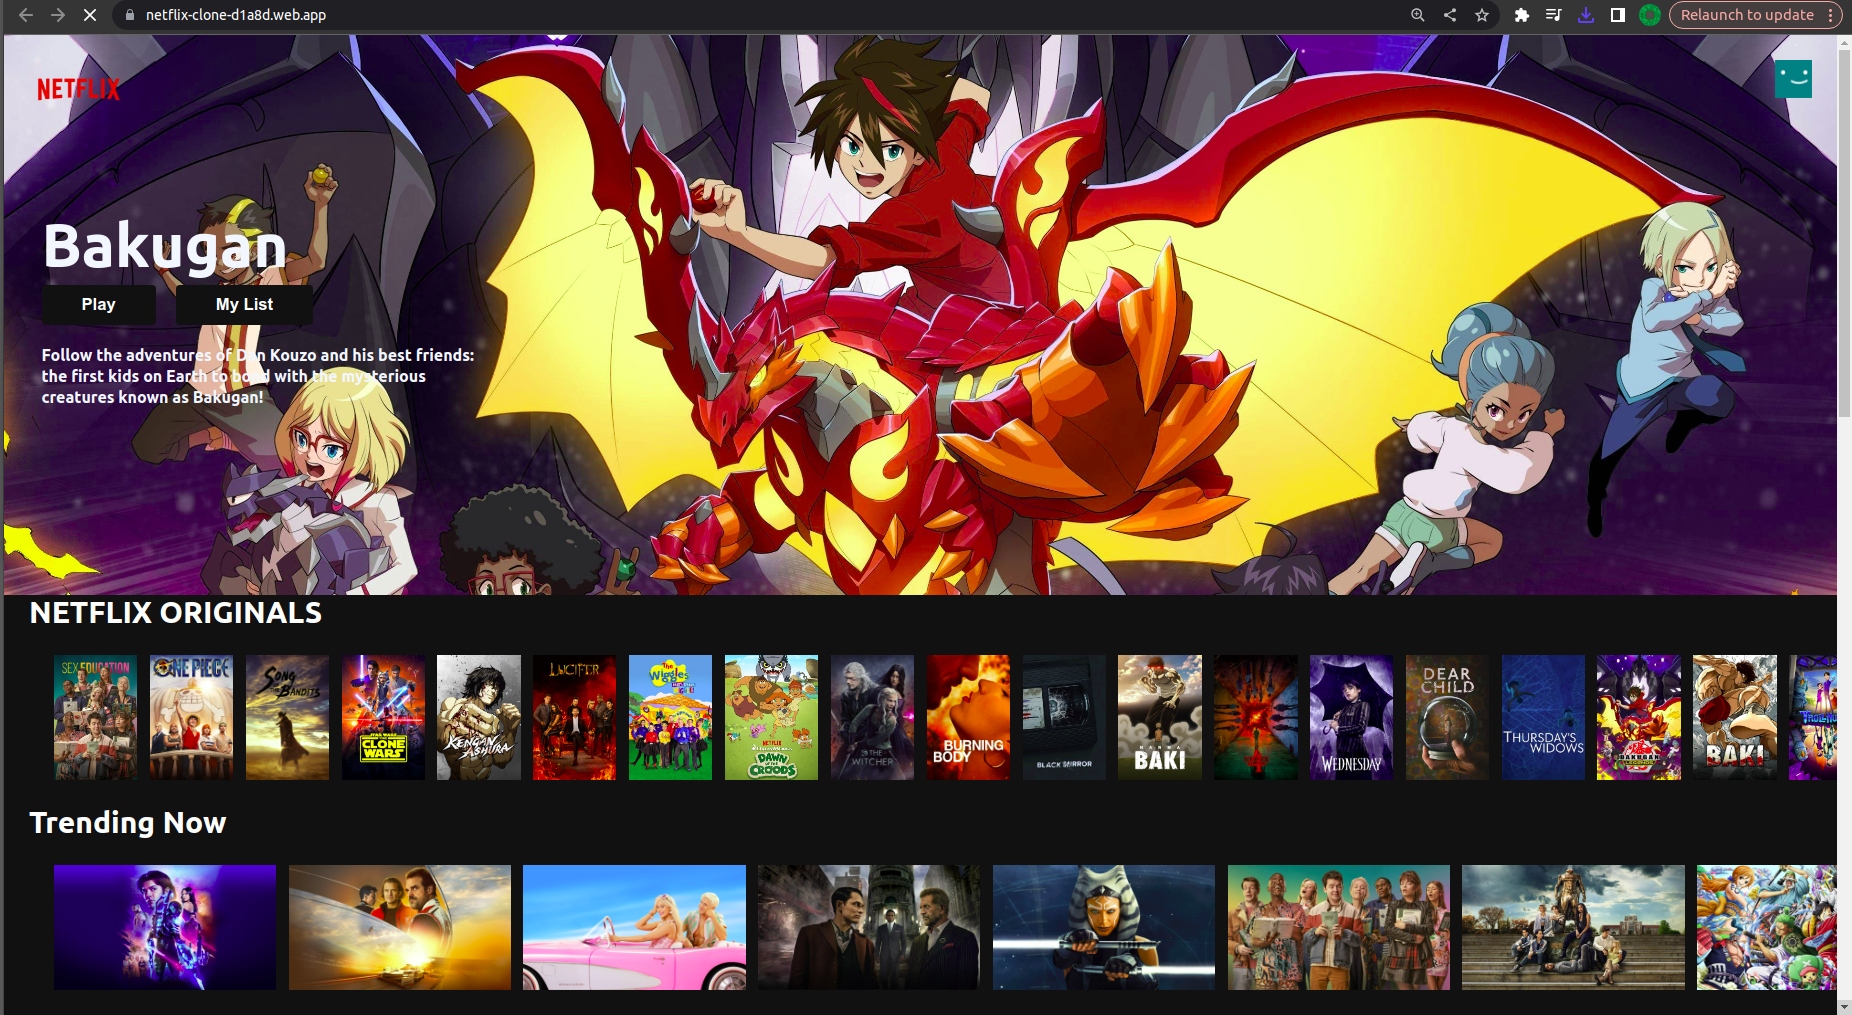 netflix-clone-d1a8d.web.app
Relaunch to update
NETFLIX
Bakugan
Play
My List
Follow the adventures of Dan Kouzo and his best friends:
the first kids on Earth to bond with the mysterious
creatures known as Bakugan!
NETFLIX ORIGINALS
SEX EDUCATION
ONE PIECE
SONG
THE BANDITS
STAR WARS
THE
CLONE
WARS
KENGAN
ASHURA
LUCIFER
The
Wiggles
DAWN
OF THE
CROODS
THE
WITCHER
BURNING
BODY
BLACK MIRROR
HANMA
BAKI
WEDNESDAY
DEAR
CHILD
THURSDAY'S
WIDOWS
BAKUGAN
BAKI
Trending Now